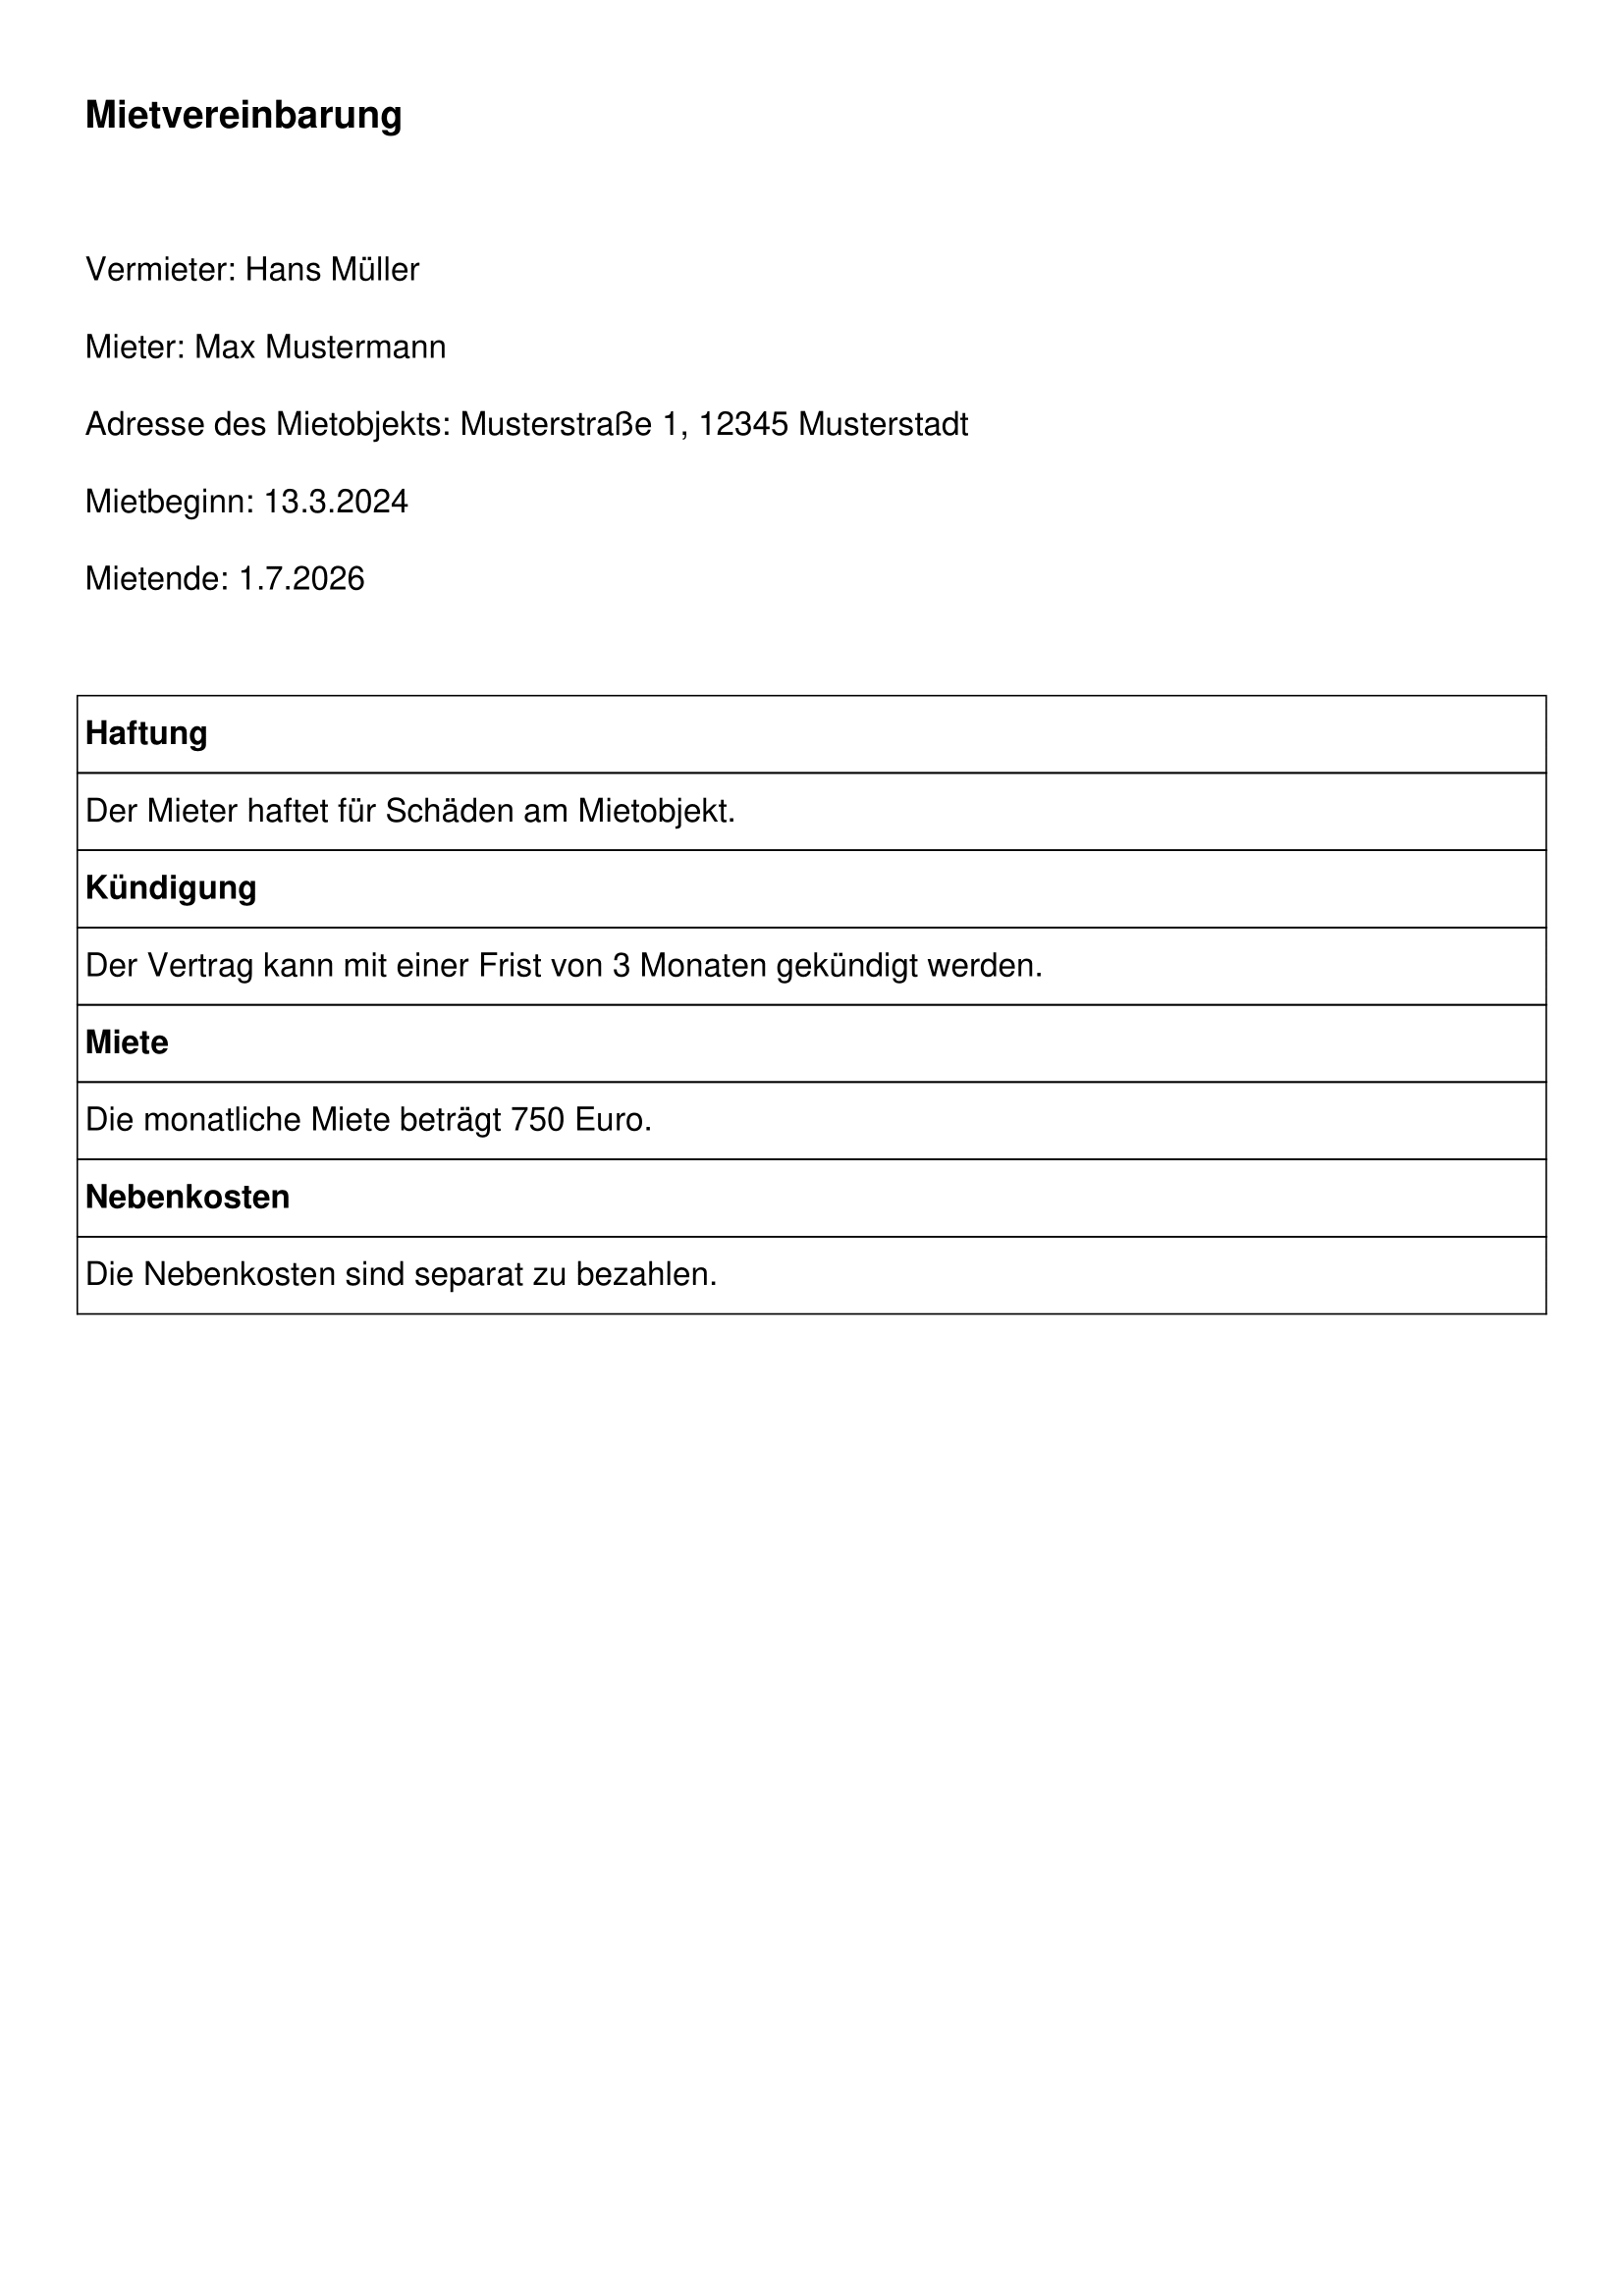 Mietvereinbarung
Vermieter: Hans Müller
Mieter: Max Mustermann
Adresse des Mietobjekts: Musterstraße 1, 12345 Musterstadt
Mietbeginn: 13.3.2024
Mietende: 1.7.2026
Haftung
Der Mieter haftet für Schäden am Mietobjekt.
Kündigung
Der Vertrag kann mit einer Frist von 3 Monaten gekündigt werden.
Miete
Die monatliche Miete beträgt 750 Euro.
Nebenkosten
Die Nebenkosten sind separat zu bezahlen.